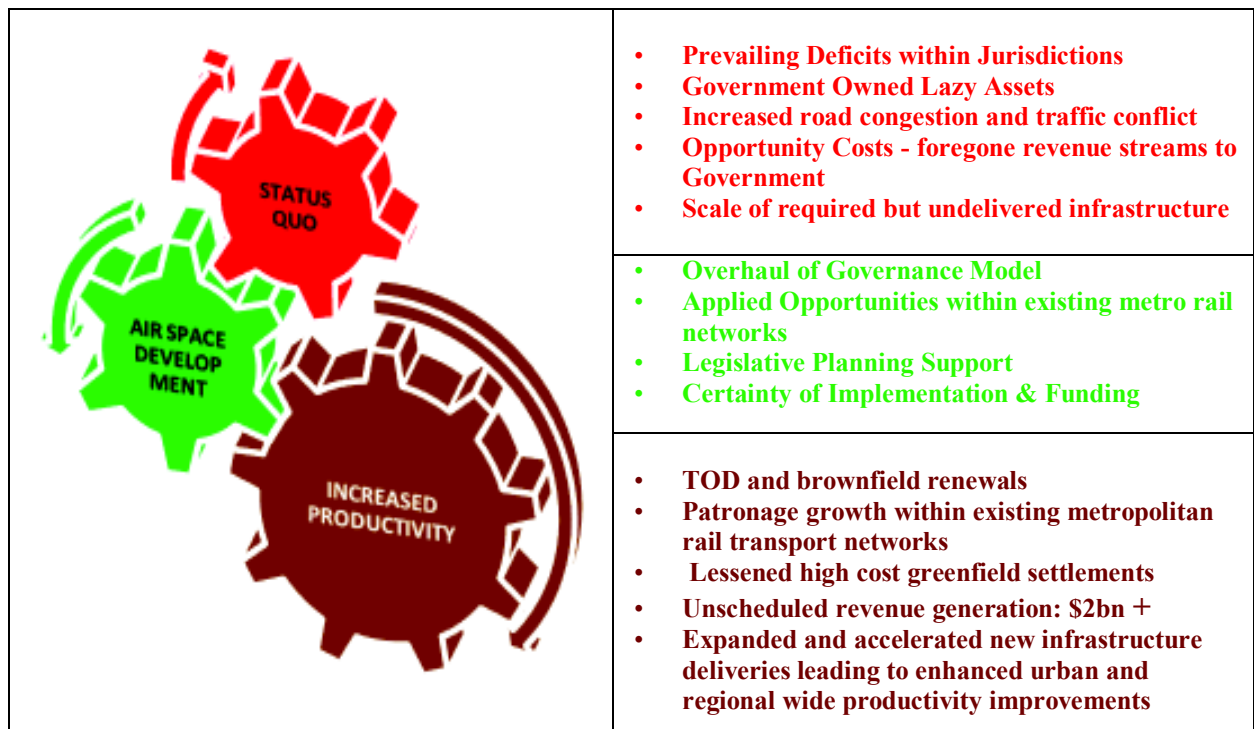 STATUS
QUO
AIR SPACE
DEVELOP
MENT
INCREASED
PRODUCTIVITY
• Prevailing Deficits within Jurisdictions
• Government Owned Lazy Assets
• Increased road congestion and traffic conflict
• Opportunity Costs - foregone revenue streams to
Government
• Scale of required but undelivered infrastructure
• Overhaul of Governance Model
• Applied Opportunities within existing metro rail
networks
• Legislative Planning Support
• Certainty of Implementation & Funding
• TOD and brownfield renewals
• Patronage growth within existing metropolitan
rail transport networks
• Lessened high cost greenfield settlements
• Unscheduled revenue generation: $2bn +
• Expanded and accelerated new infrastructure
deliveries leading to enhanced urban and
regional wide productivity improvements